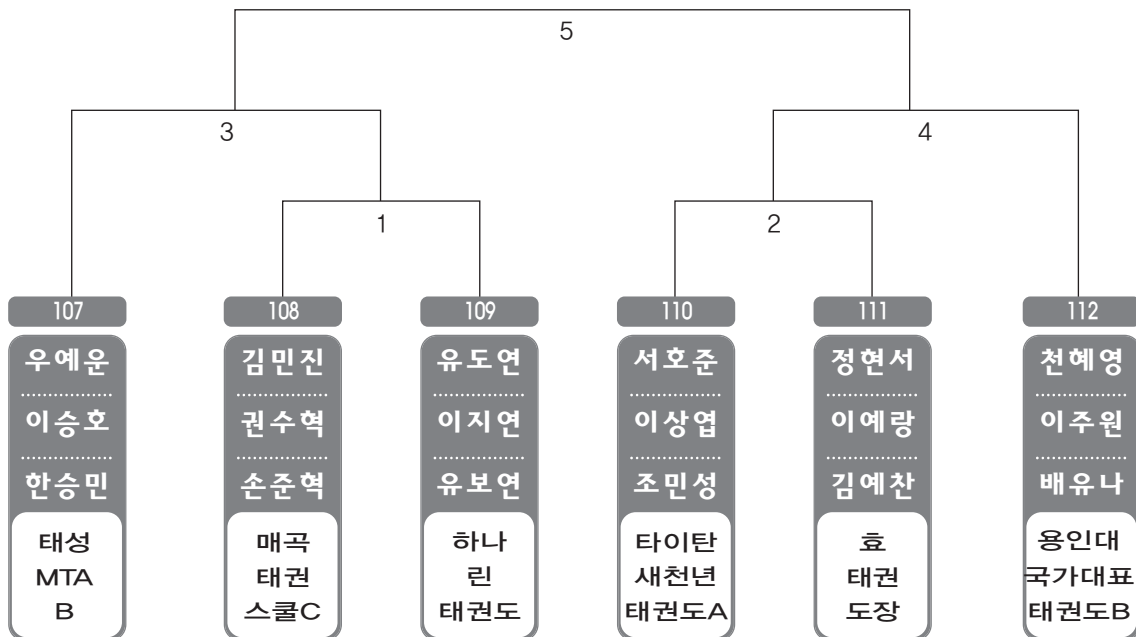 5
3
4
1
2
107
108
109
110
111
112
우예운
이승호
한승민
태성
MTA
B
김민진
권수혁
손준혁
매곡
태권
스쿨C
유도연
이지연
유보연
하나
린
태권도
서호준
이상엽
조민성
타이탄
새천년
태권도A
정현서
이예랑
김예찬
효
태권
도장
천혜영
이주원
배유나
용인대
국가대표
태권도B